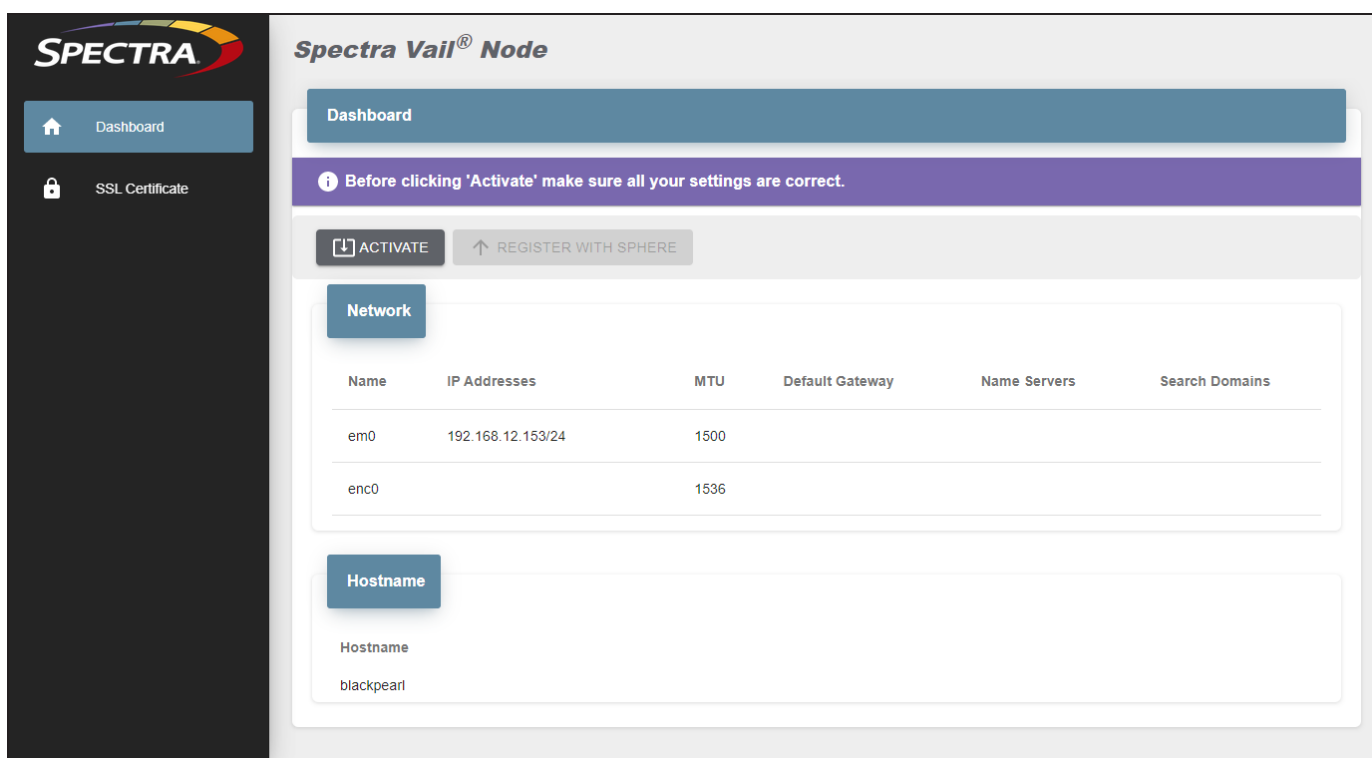 SPECTRA
Spectra Vail® Node
Dashboard
SSL Certificate
Dashboard
Before clicking 'Activate' make sure all your settings are correct.
ACTIVATE REGISTER WITH SPHERE
Network
Name IP Addresses MTU Default Gateway Name Servers Search Domains
em0 192.168.12.153/24 1500
enc0 1536
Hostname
Hostname
blackpearl